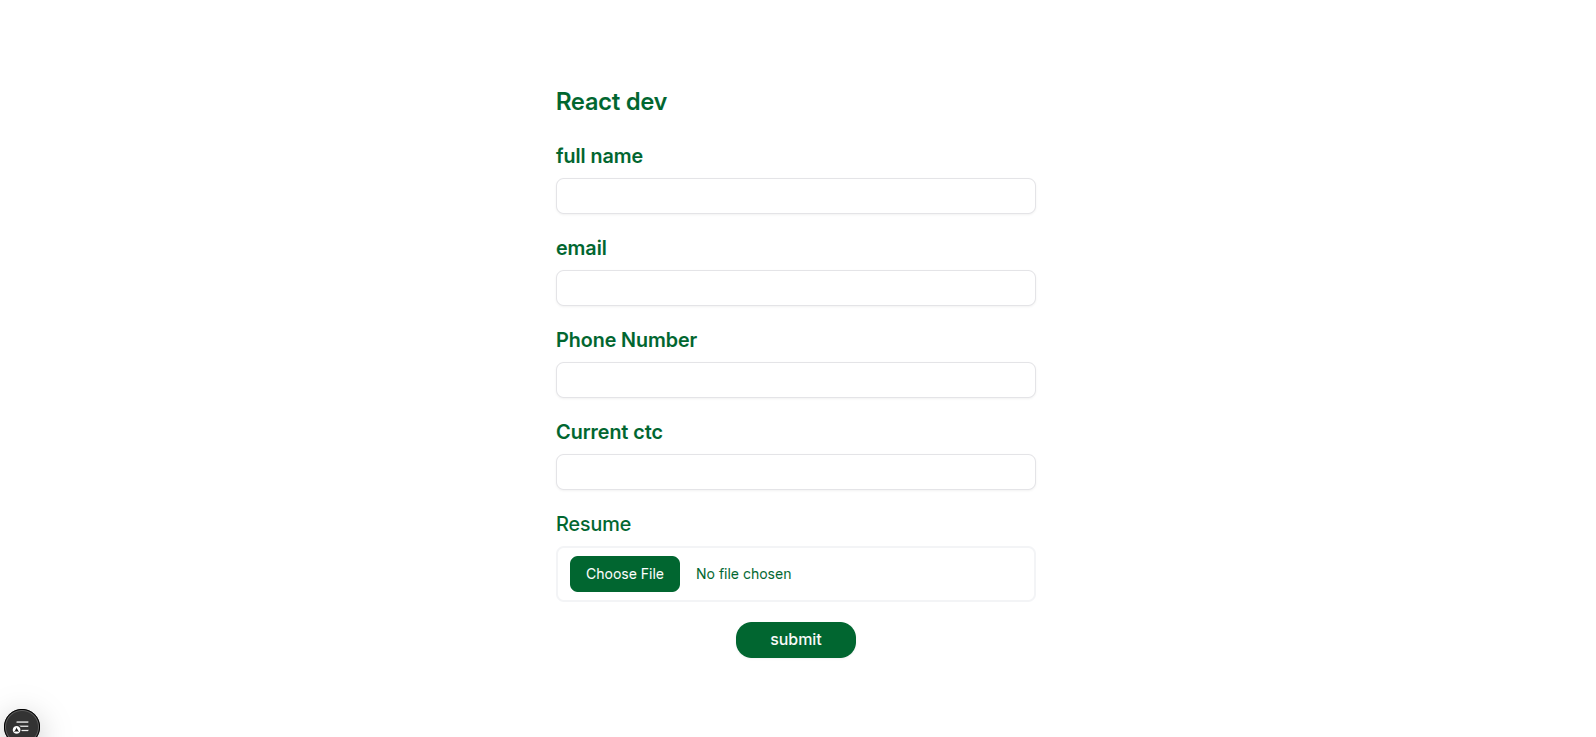 React dev
full name
email
Phone Number
Current ctc
Resume
Choose File No file chosen
submit